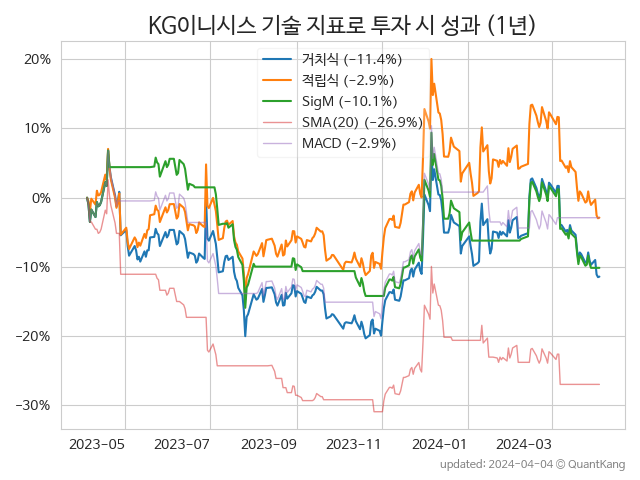 KG이니시스 기술 지표로 투자 시 성과 (1년)
거치식 (−11.4%)
적립식 (−2.9%)
SigM (−10.1%)
SMA(20) (−26.9%)
MACD (−2.9%)
20%
10%
0%
−10%
−20%
−30%
2023-05 2023-07 2023-09 2023-11 2024-01 2024-03
updated: 2024-04-04 © QuantKang